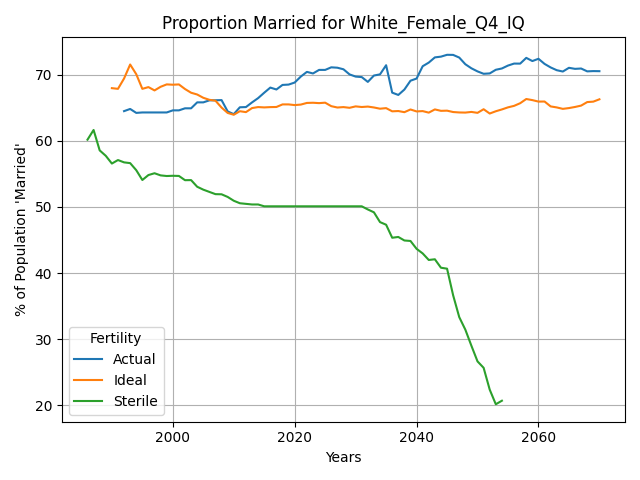 Proportion Married for White_Female_Q4_IQ
% of Population 'Married'
70
60
50
40
30
20
Fertility
Actual
Ideal
Sterile
2000 2020 2040 2060
Years